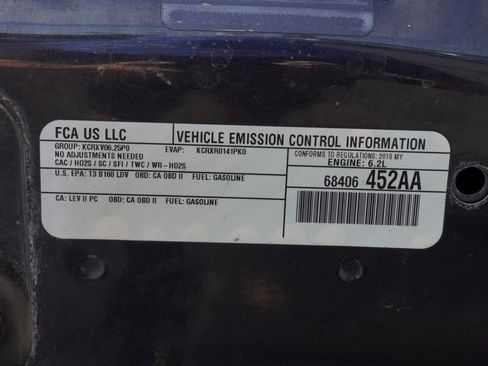 FCA US LLC
VEHICLE EMISSION CONTROL INFORMATION
GROUP: KCRXV06.25P0 EVAP: KCRXR0141PK0
NO ADJUSTMENTS NEEDED
CAC / HO2S / SC / SFI / TWC / WR-HO2S
CONFORMS TO REGULATIONS: 2019 MY
ENGINE: 6.2L
U.S. EPA: T3 B160 LDV OBD: CA OBD II FUEL: GASOLINE
68406 452AA
CA: LEV II PC OBD: CA OBD II FUEL: GASOLINE